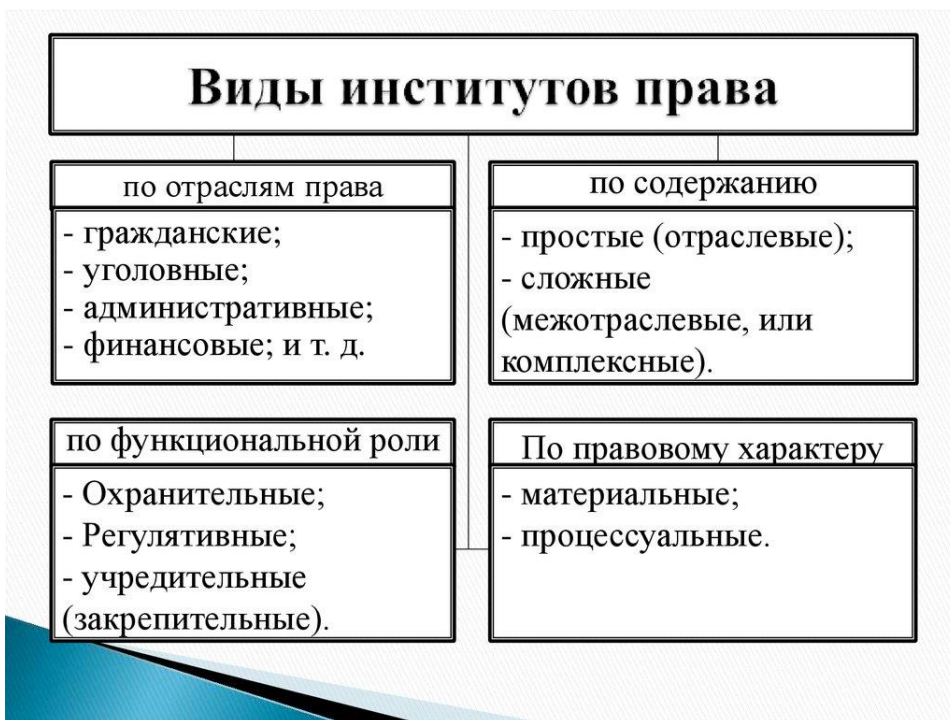 Виды институтов права
по отраслям права
- гражданские;
- уголовные;
- административные;
- финансовые; и т. д.
по содержанию
- простые (отраслевые);
- сложные
(межотраслевые, или
комплексные).
по функциональной роли
- Охранительные;
- Регулятивные;
- учредительные
(закрепительные).
По правовому характеру
- материальные;
- процессуальные.